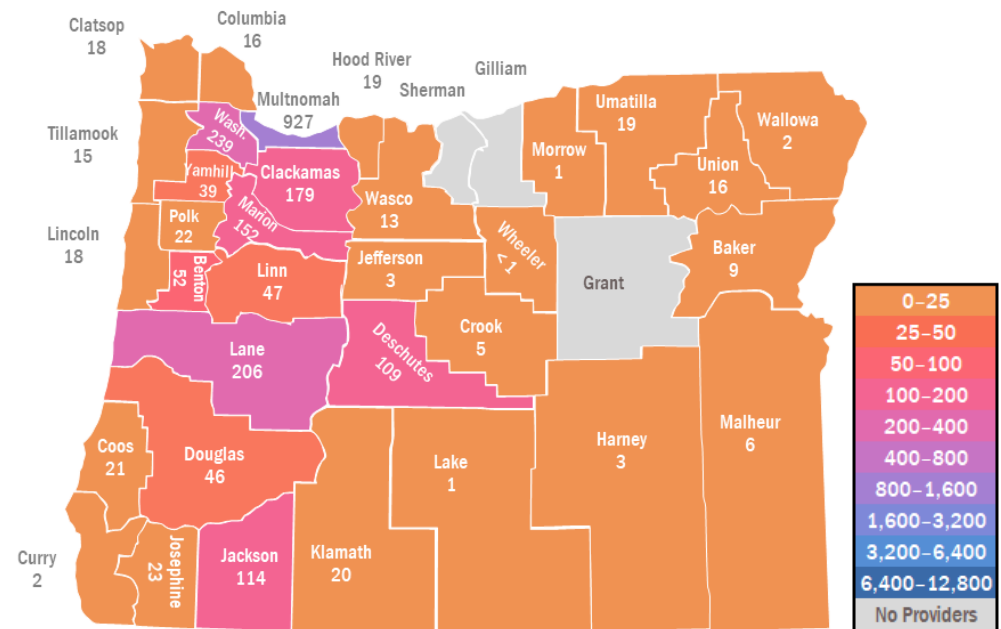 Clatsop
18
Columbia
16
Hood River
19
Sherman
Gilliam
Tillamook
15
Wash.
239
Multnomah
927
Yamhill
39
Clackamas
179
Marion
152
Polk
22
Lincoln
18
Benton
52
Linn
47
Wasco
13
Jefferson
3
Morrow
1
Umatilla
19
Union
16
Wallowa
2
Wheeler
< 1
Grant
Baker
9
Lane
206
Deschutes
109
Crook
5
Coos
21
Douglas
46
Lake
1
Harney
3
Malheur
6
Curry
2
Josephine
23
Jackson
114
Klamath
20
0–25
25–50
50–100
100–200
200–400
400–800
800–1,600
1,600–3,200
3,200–6,400
6,400–12,800
No Providers